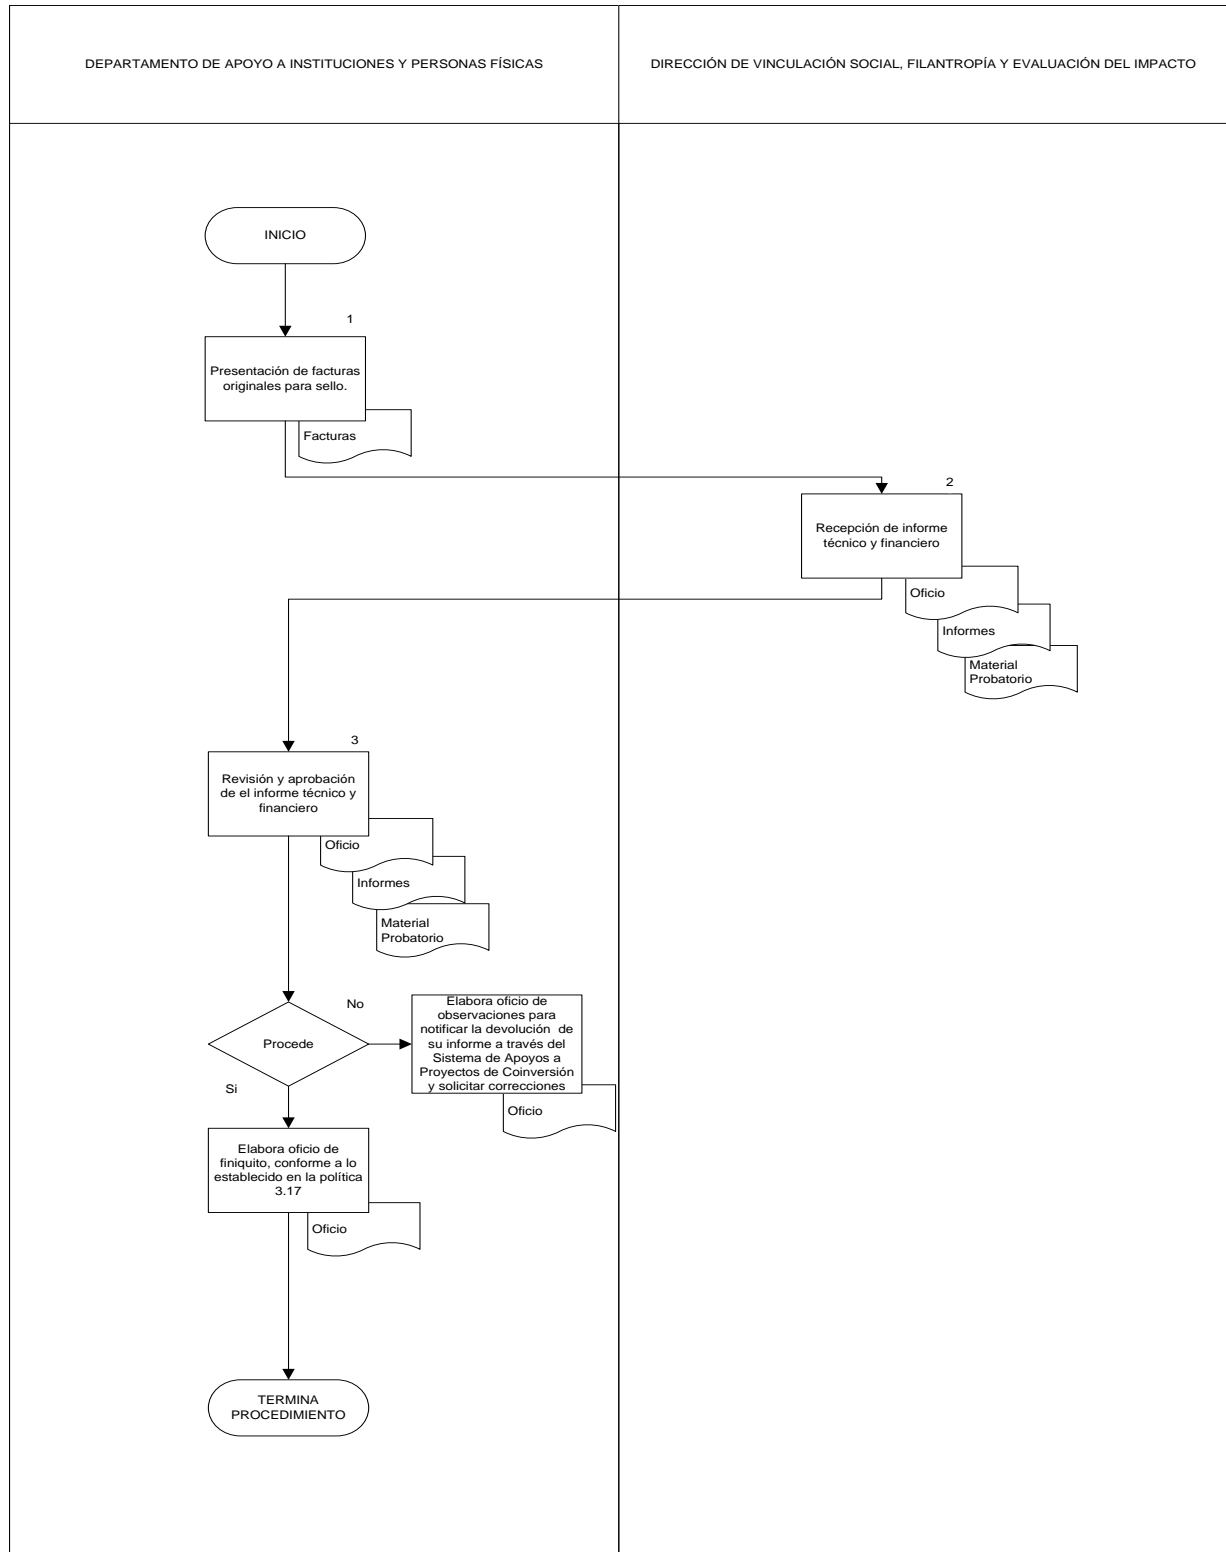 DEPARTAMENTO DE APOYO A INSTITUCIONES Y PERSONAS FÍSICAS
DIRECCIÓN DE VINCULACIÓN SOCIAL, FILANTROPÍA Y EVALUACIÓN DEL IMPACTO
INICIO
1
Presentación de facturas
originales para sello.
Facturas
2
Recepción de informe
técnico y financiero
Oficio
Informes
Material
Probatorio
3
Revisión y aprobación
de el informe técnico y
financiero
Oficio
Informes
Material
Probatorio
Procede
No
Elabora oficio de
observaciones para
notificar la devolución de
su informe a través del
Sistema de Apoyos a
Proyectos de Coinversión
y solicitar correcciones
Oficio
Si
Elabora oficio de
finiquito, conforme a lo
establecido en la política
3.17
Oficio
TERMINA
PROCEDIMIENTO